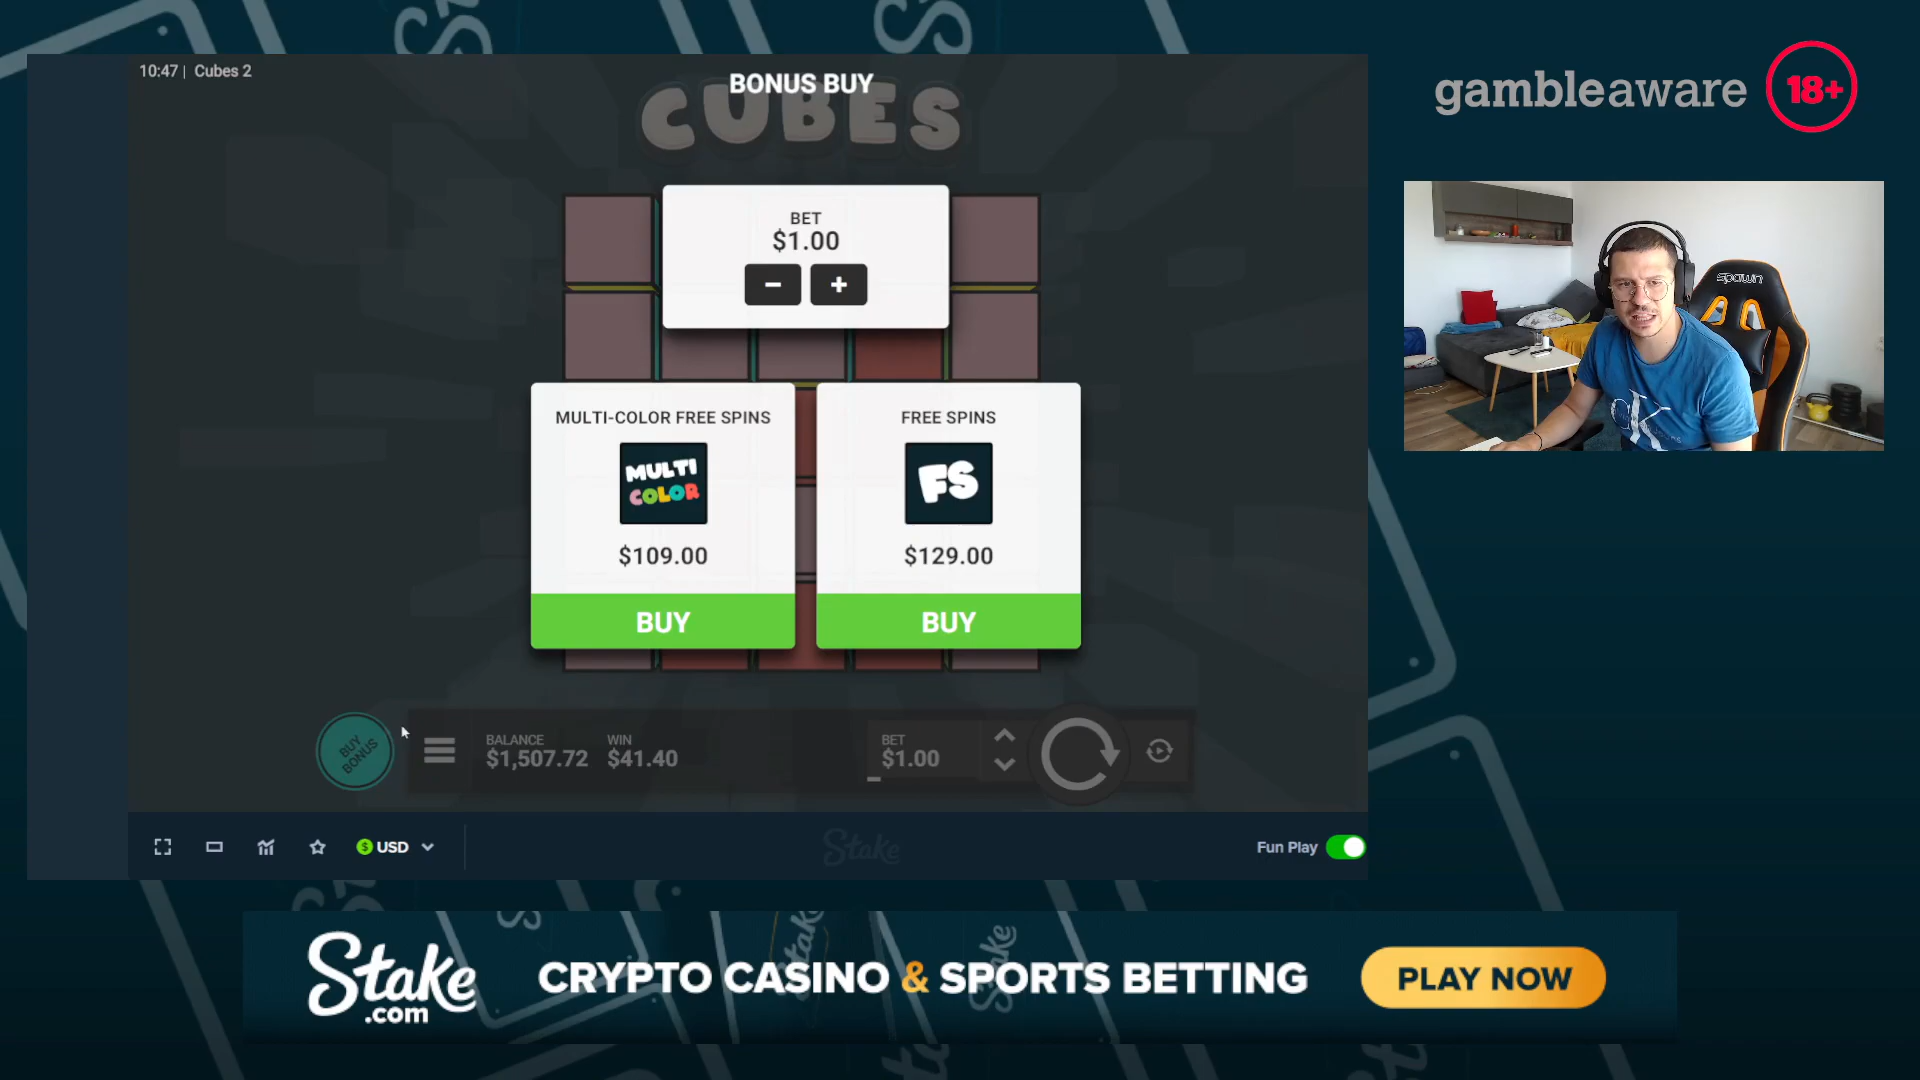 10:47 | Cubes 2
BONUS BUY
CUBES
BET
$1.00
MULTI-COLOR FREE SPINS
MULTI
COLOR
$109.00
BUY
FREE SPINS
FS
$129.00
BUY
BUY
BONUS
BALANCE
$1,507.72
WIN
$41.40
BET
$1.00
USD
Stake
Fun Play
gambleaware 18+
spawn
CK
Stake
.com
CRYPTO CASINO & SPORTS BETTING
PLAY NOW